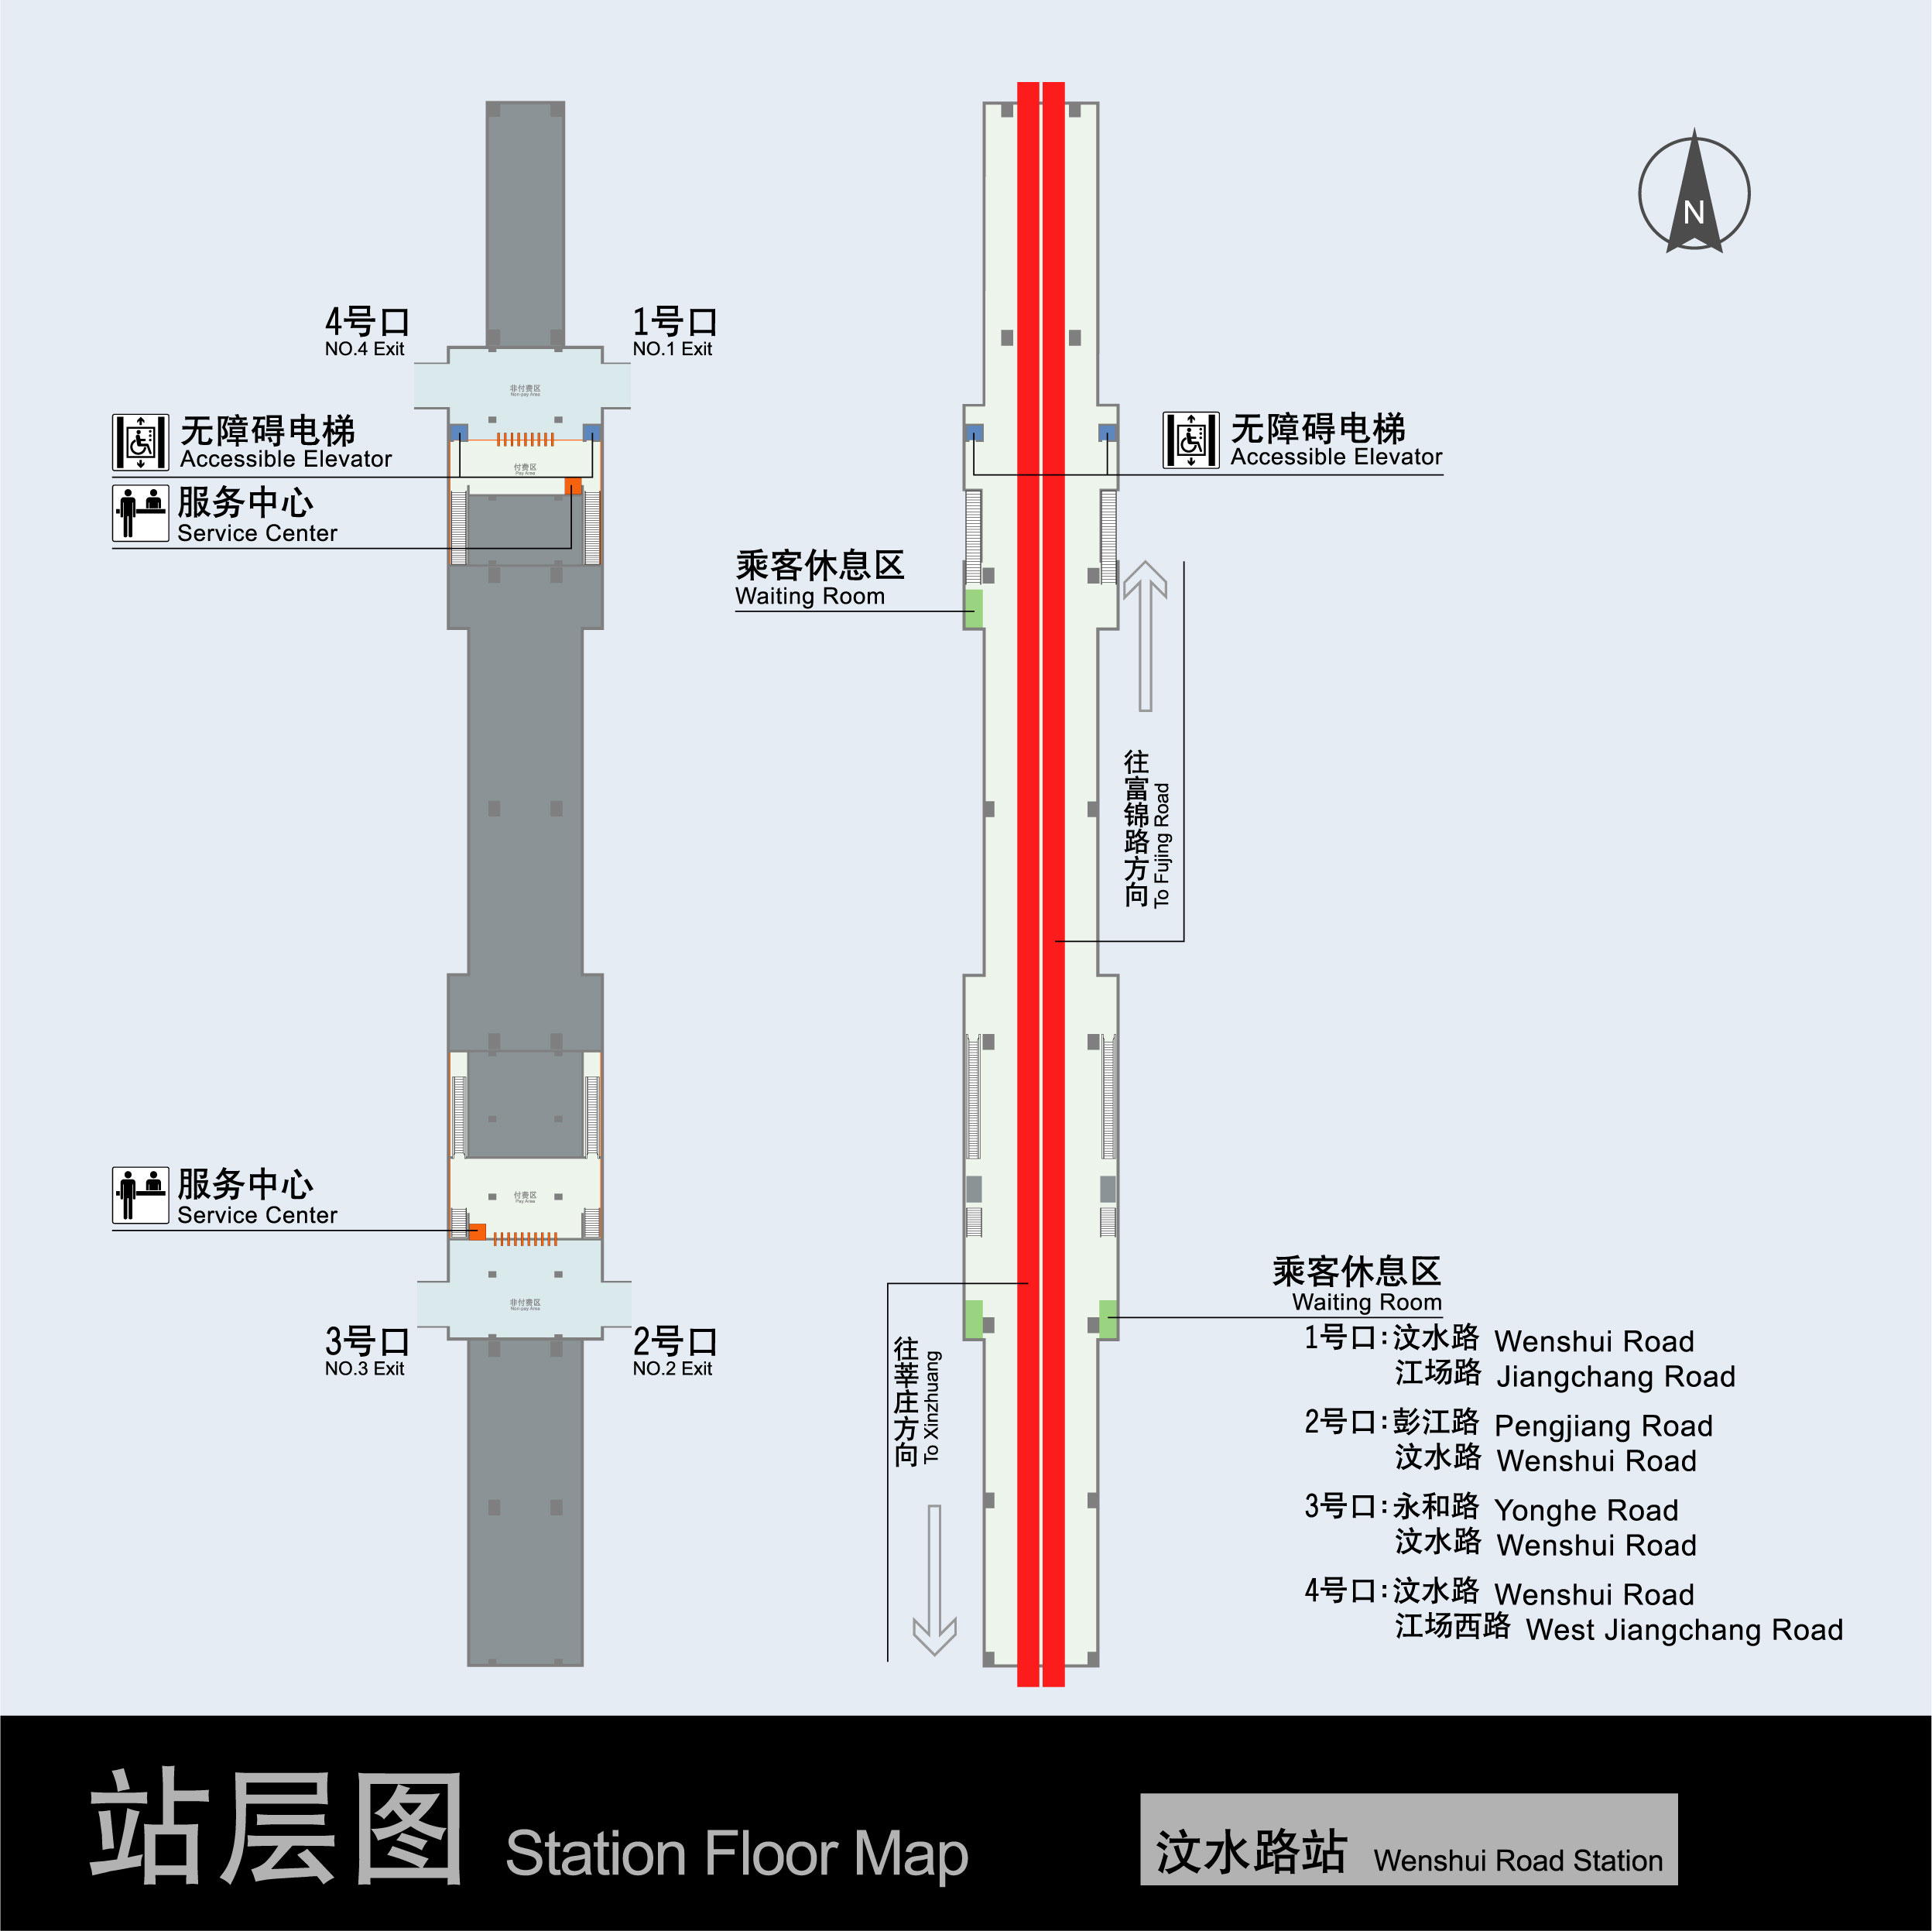 N
4号口
NO.4 Exit
1号口
NO.1 Exit
非付费区
Non-pay Area
无障碍电梯
Accessible Elevator
付费区
Pay Area
服务中心
Service Center
无障碍电梯
Accessible Elevator
乘客休息区
Waiting Room
往富锦路方向
To Fujing Road
服务中心
Service Center
付费区
Pay Area
非付费区
Non-pay Area
3号口
NO.3 Exit
2号口
NO.2 Exit
往莘庄方向
To Xinzhuang
乘客休息区
Waiting Room
1号口:汶水路 Wenshui Road
江场路 Jiangchang Road
2号口:彭江路 Pengjiang Road
汶水路 Wenshui Road
3号口:永和路 Yonghe Road
汶水路 Wenshui Road
4号口:汶水路 Wenshui Road
江场西路 West Jiangchang Road
站层图 Station Floor Map
汶水路站 Wenshui Road Station